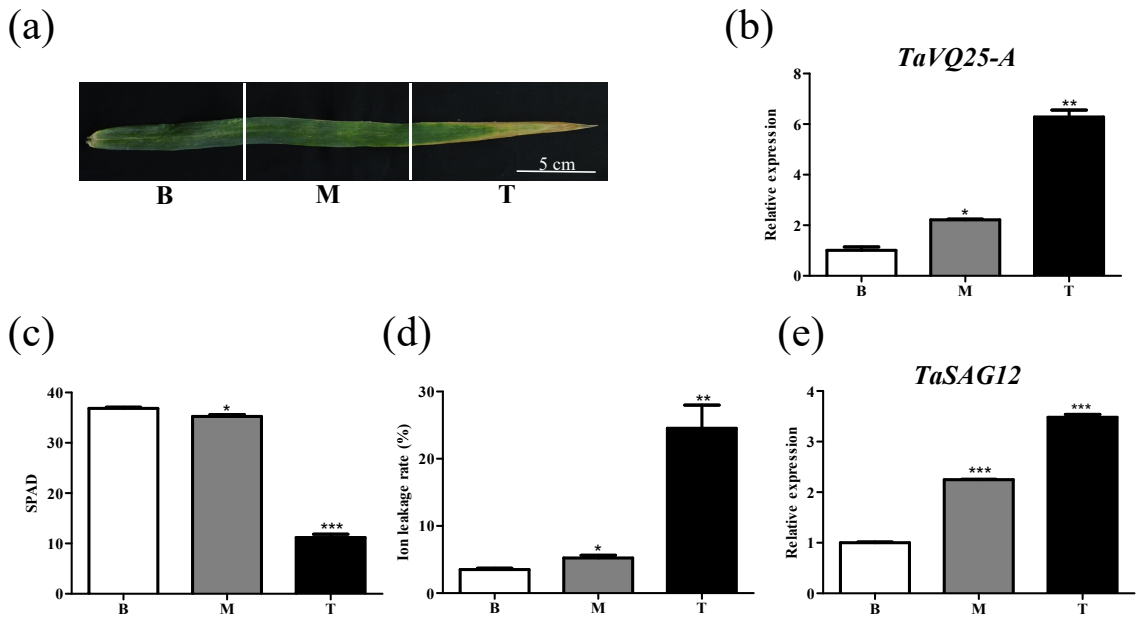 (a)
5 cm
B M T
(b)
TaVQ25-A
Relative expression
8
6
4
2
0
*
**
B M T
(c)
SPAD
40
30
20
10
0
*
***
B M T
(d)
Ion leakage rate (%)
30
20
10
0
*
**
B M T
(e)
TaSAG12
Relative expression
4
3
2
1
0
***
***
B M T